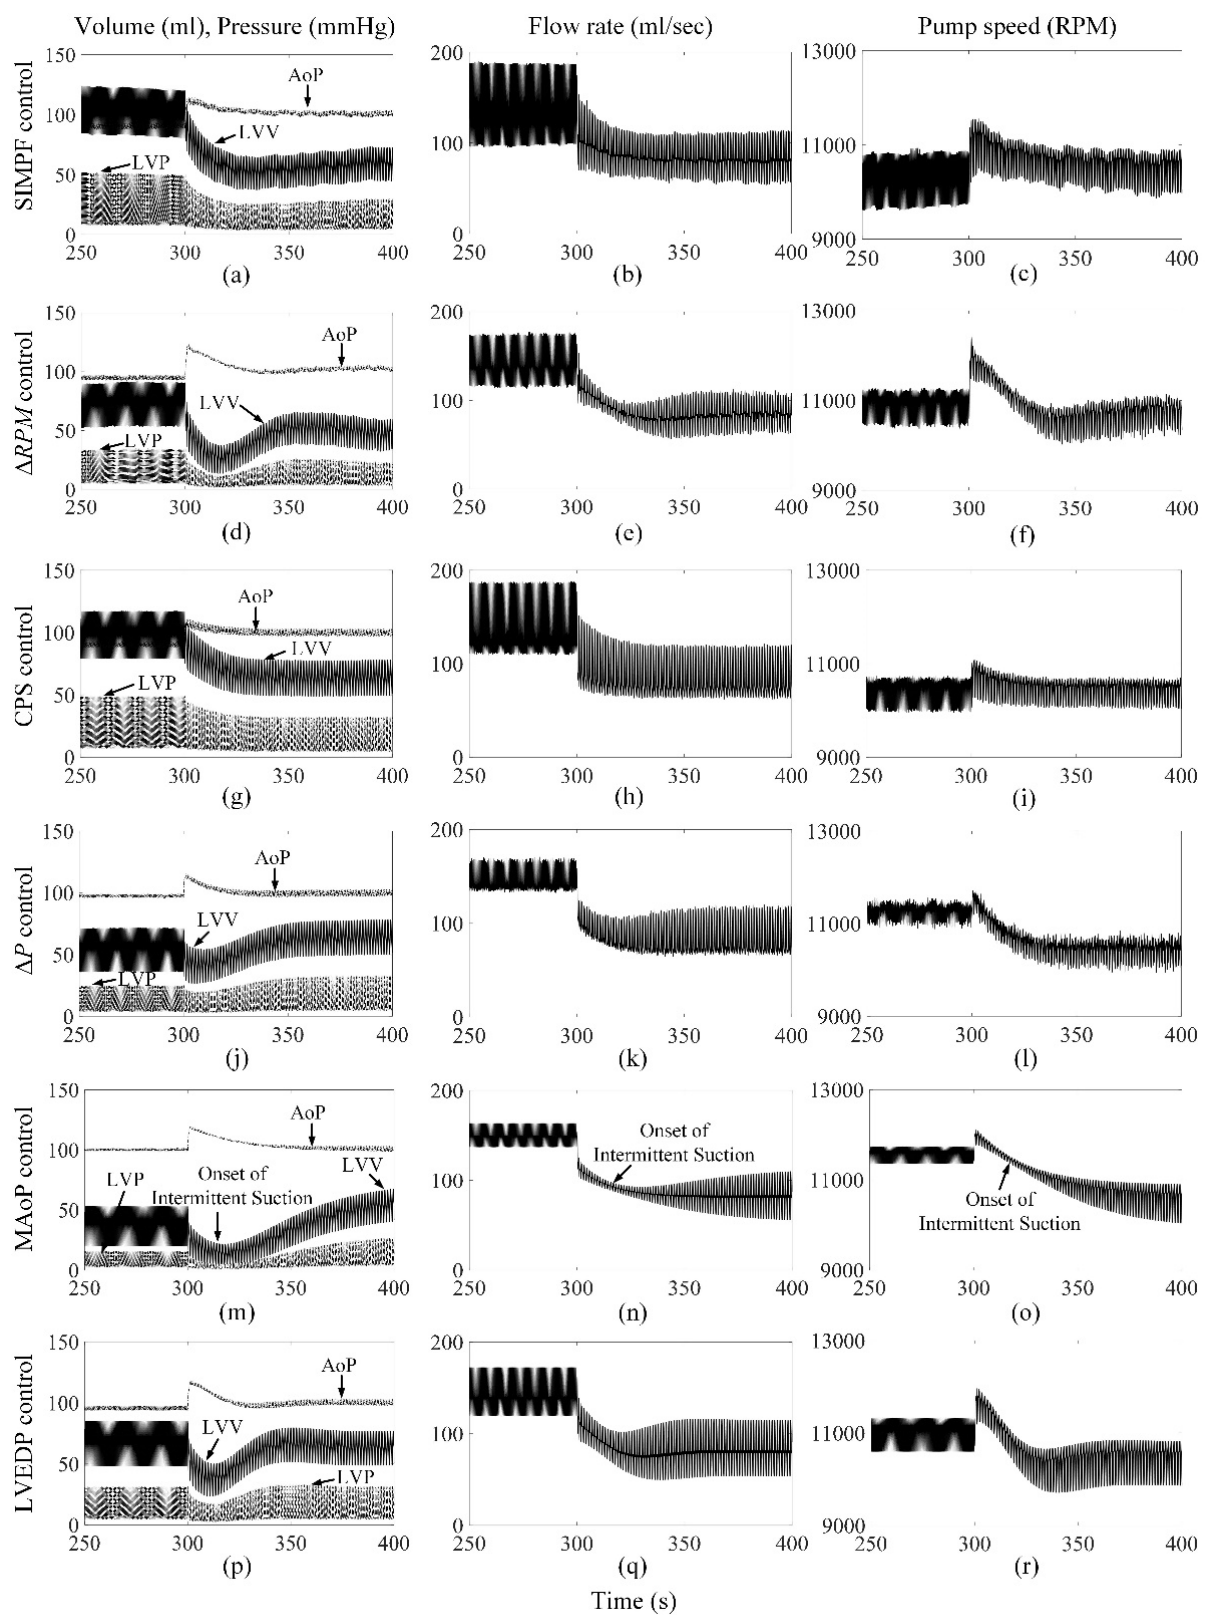 Volume (ml), Pressure (mmHg) Flow rate (ml/sec) Pump speed (RPM)
SIMPF control
150
100
50
0
250 300 350 400
AoP
LVV
LVP
(a)
200
100
0
250 300 350 400
(b)
13000
11000
9000
250 300 350 400
(c)
ΔRPM control
150
100
50
0
250 300 350 400
AoP
LVV
LVP
(d)
200
100
0
250 300 350 400
(e)
13000
11000
9000
250 300 350 400
(f)
CPS control
150
100
50
0
250 300 350 400
AoP
LVV
LVP
(g)
200
100
0
250 300 350 400
(h)
13000
11000
9000
250 300 350 400
(i)
ΔP control
150
100
50
0
250 300 350 400
AoP
LVV
LVP
(j)
200
100
0
250 300 350 400
(k)
13000
11000
9000
250 300 350 400
(l)
MAoP control
150
100
50
0
250 300 350 400
AoP
LVV
LVP
Onset of
Intermittent Suction
(m)
200
100
0
250 300 350 400
Onset of
Intermittent Suction
(n)
13000
11000
9000
250 300 350 400
Onset of
Intermittent Suction
(o)
LVEDP control
150
100
50
0
250 300 350 400
AoP
LVV
LVP
(p)
200
100
0
250 300 350 400
(q)
13000
11000
9000
250 300 350 400
(r)
Time (s)